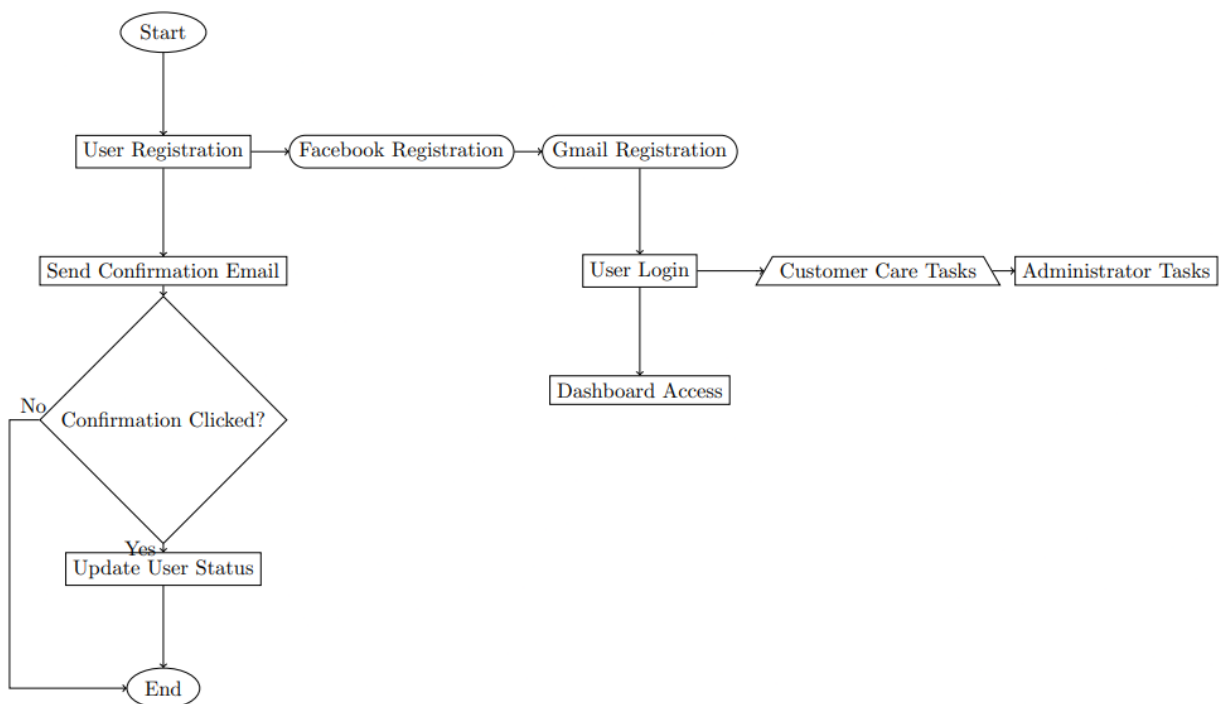 Start
User Registration
Facebook Registration
Gmail Registration
Send Confirmation Email
User Login
Customer Care Tasks
Administrator Tasks
Dashboard Access
No
Confirmation Clicked?
Yes
Update User Status
End